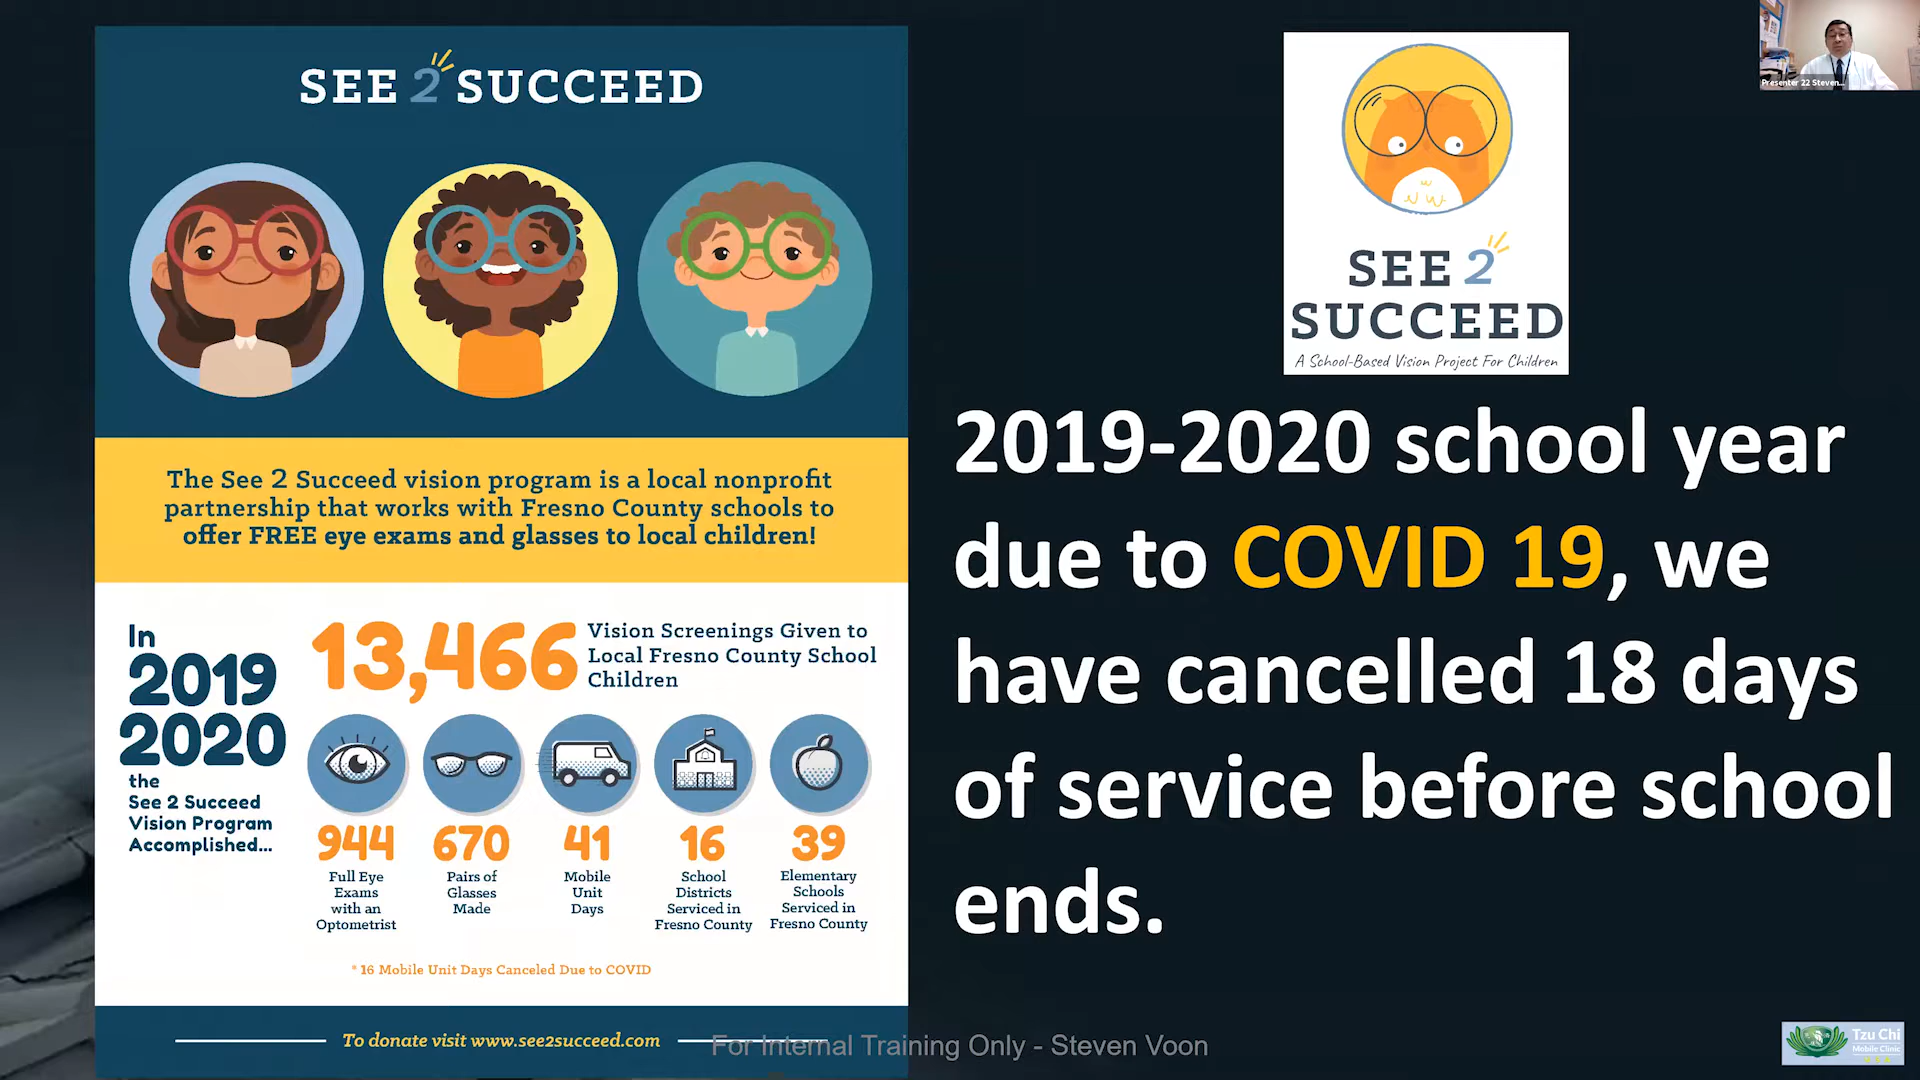 SEE 2 SUCCEED
The See 2 Succeed vision program is a local nonprofit
partnership that works with Fresno County schools to
offer FREE eye exams and glasses to local children!
In
2019
2020
the
See 2 Succeed
Vision Program
Accomplished...
13,466
Vision Screenings Given to
Local Fresno County School
Children
944
Full Eye
Exams
with an
Optometrist
670
Pairs of
Glasses
Made
41
Mobile
Unit
Days
16
School
Districts
Serviced in
Fresno County
39
Elementary
Schools
Serviced in
Fresno County
* 16 Mobile Unit Days Canceled Due to COVID
To donate visit www.see2succeed.com
SEE 2
SUCCEED
A School-Based Vision Project For Children
2019-2020 school year
due to COVID 19, we
have cancelled 18 days
of service before school
ends.
Presenter 22 Steven...
For Internal Training Only - Steven Voon
Tzu Chi
Mobile Clinic